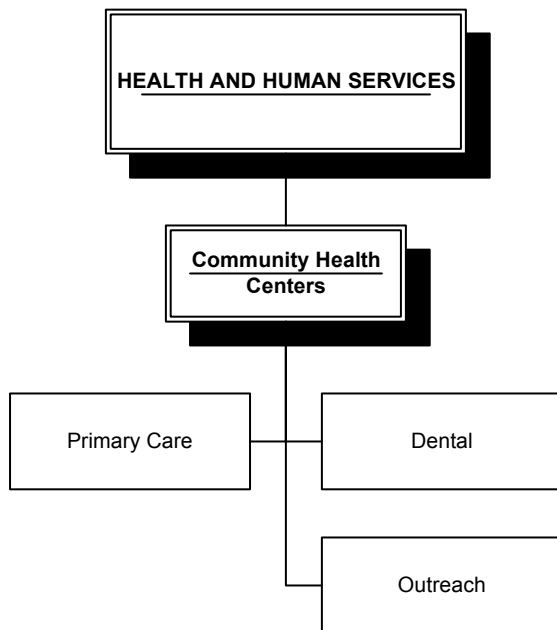 HEALTH AND HUMAN SERVICES
Community Health
Centers
Primary Care
Dental
Outreach